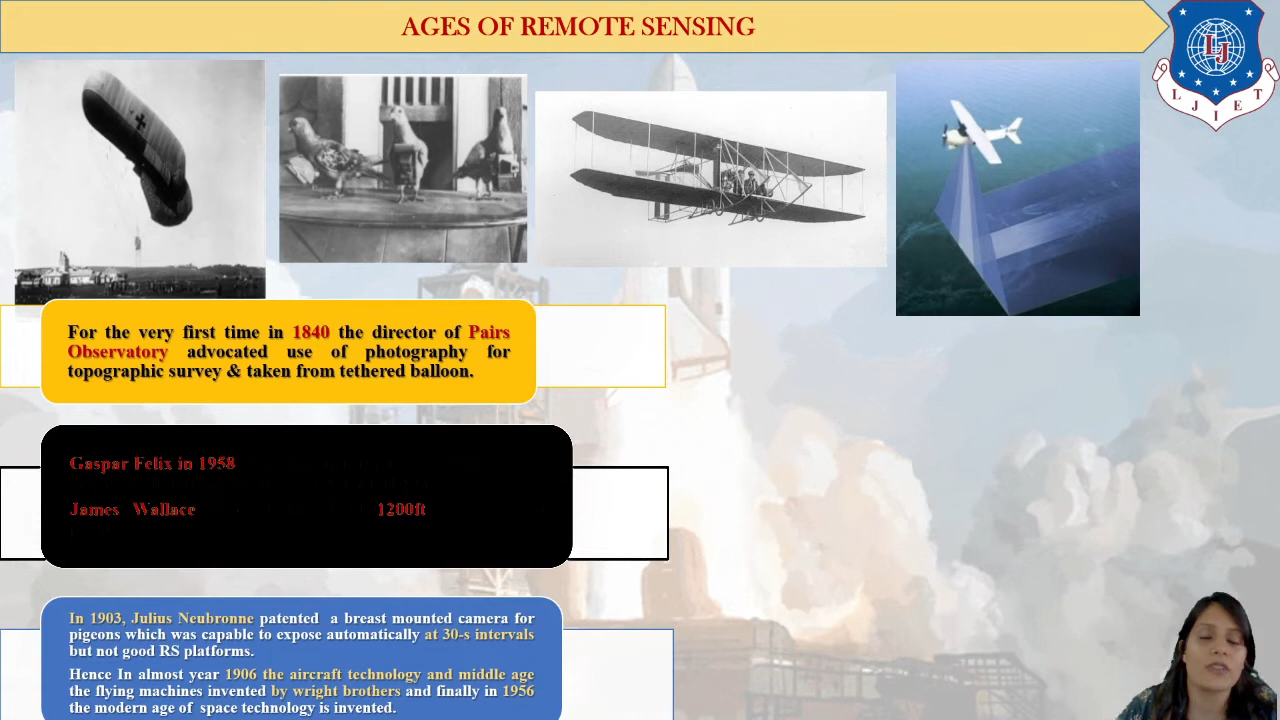 AGES OF REMOTE SENSING
LJ
L J I E T
For the very first time in 1840 the director of Pairs
Observatory advocated use of photography for
topographic survey & taken from tethered balloon.
Gaspar Felix in 1958
James Wallace 1200ft
In 1903, Julius Neubronne patented a breast mounted camera for
pigeons which was capable to expose automatically at 30-s intervals
but not good RS platforms.
Hence In almost year 1906 the aircraft technology and middle age
the flying machines invented by wright brothers and finally in 1956
the modern age of space technology is invented.